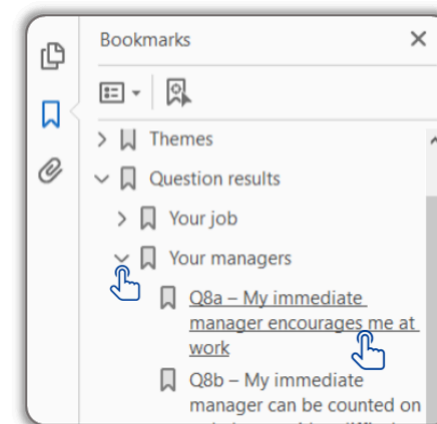 Bookmarks
Themes
Question results
Your job
Your managers
Q8a – My immediate
manager encourages me at
work
Q8b – My immediate
manager can be counted on